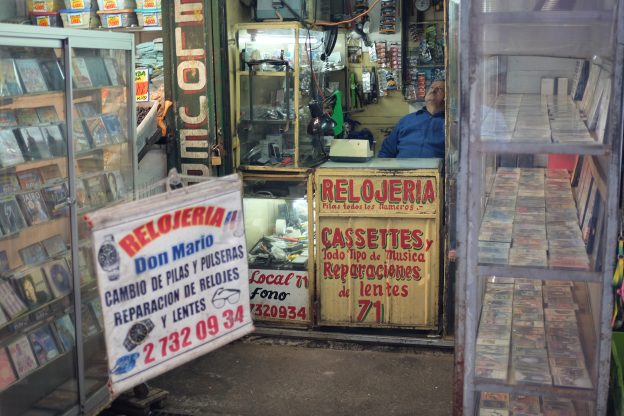 RELOJERIA
Don Mario
CAMBIO DE PILAS Y PULSERAS
REPARACION DE RELOJES
Y LENTES
2 732 09 34
Local 71
fono
7320934
RELOJERIA
Pilas todos los Numeros
CASSETTES y
Todo Tipo de Musica
Reparaciones
de lentes
71